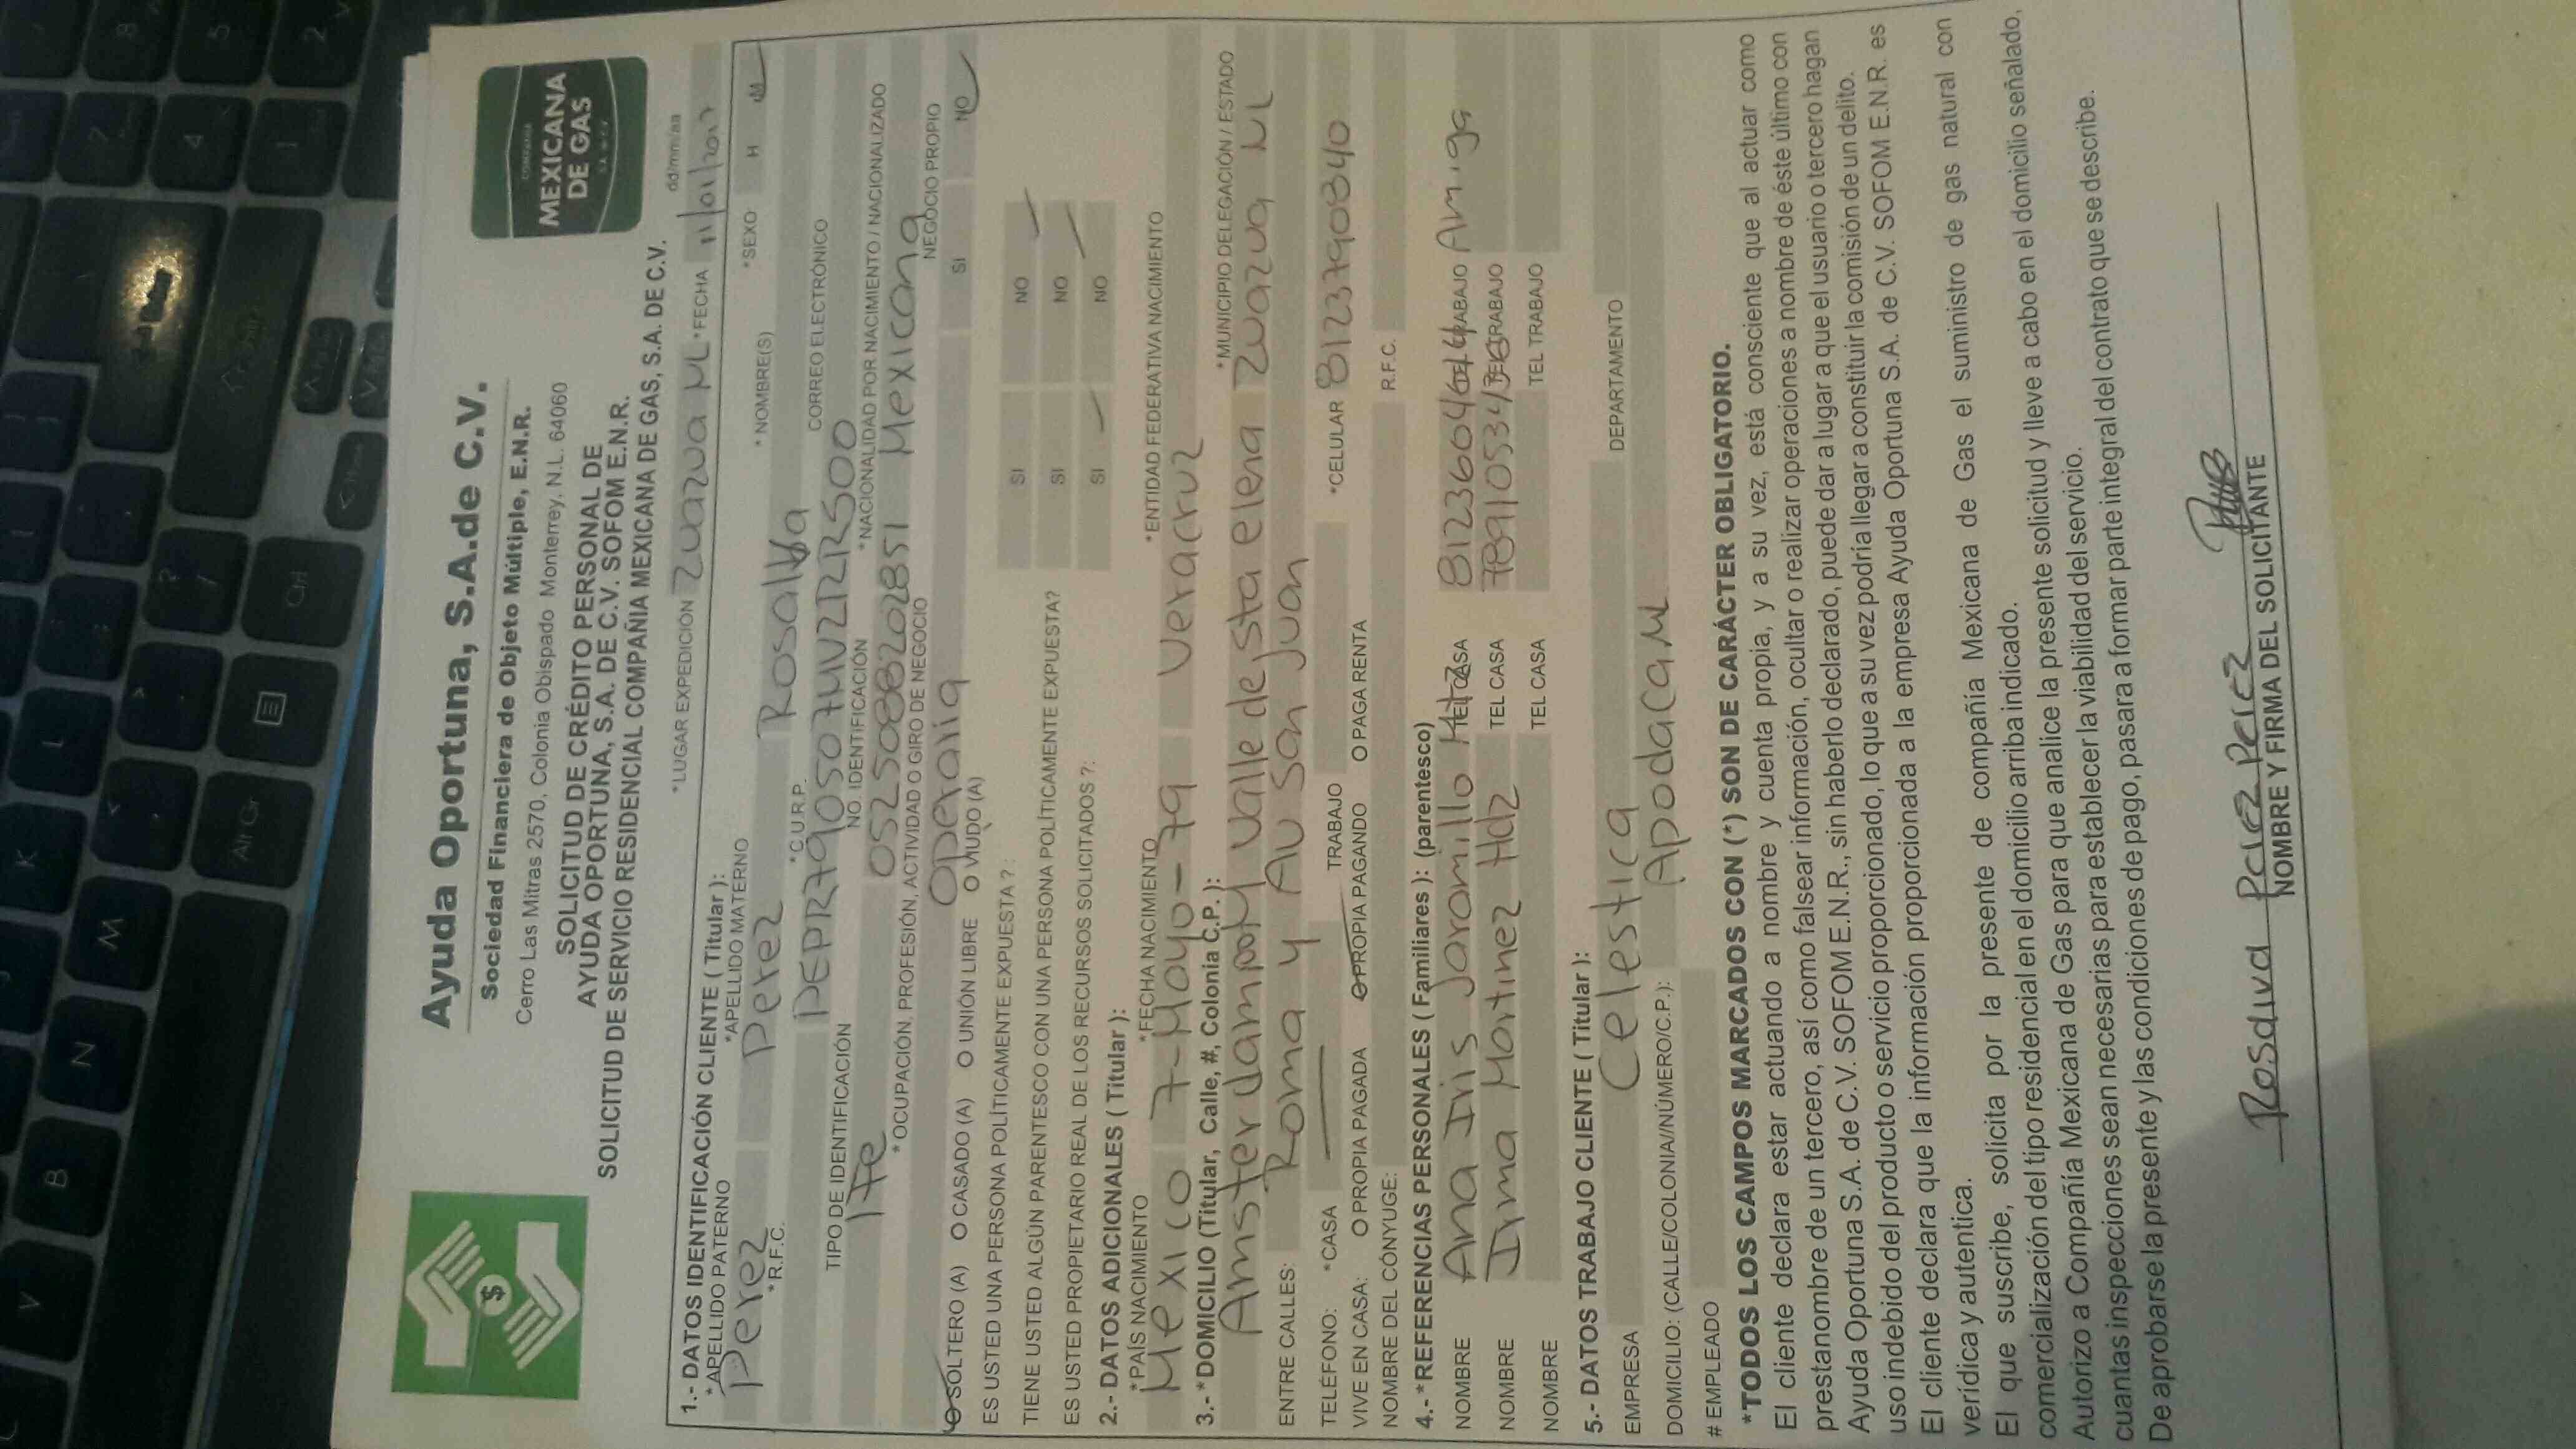 Ayuda Oportuna, S.A.de C.V.
Sociedad Financiera de Objeto Múltiple, E.N.R.
Cerro Las Mitras 2570, Colonia Obispado Monterrey, N.L. 64060
COMPAÑIA
MEXICANA
DE GAS
S.A. DE C.V.
SOLICITUD DE CRÉDITO PERSONAL DE
AYUDA OPORTUNA, S.A. DE C.V. SOFOM E.N.R.
SOLICITUD DE SERVICIO RESIDENCIAL COMPAÑIA MEXICANA DE GAS, S.A. DE C.V.
dd/mm/aa
*LUGAR EXPEDICIÓN Zuazua NL *FECHA 11/01/2017
1.- DATOS IDENTIFICACIÓN CLIENTE ( Titular ):
*APELLIDO PATERNO *APELLIDO MATERNO * NOMBRE(S) *SEXO H M
Perez Perez Rosalva
*R.F.C. *C.U.R.P. CORREO ELECTRÓNICO
PEPR790507MVZRRS00
TIPO DE IDENTIFICACIÓN NO. IDENTIFICACIÓN *NACIONALIDAD POR NACIMIENTO / NACIONALIZADO
IFE 0525088202851 Mexicana
*OCUPACIÓN, PROFESIÓN, ACTIVIDAD O GIRO DE NEGOCIO NEGOCIO PROPIO
Operaria SI NO
O SOLTERO (A) O CASADO (A) O UNIÓN LIBRE O VIUDO (A)
ES USTED UNA PERSONA POLÍTICAMENTE EXPUESTA ?: SI NO
TIENE USTED ALGÚN PARENTESCO CON UNA PERSONA POLÍTICAMENTE EXPUESTA? SI NO
ES USTED PROPIETARIO REAL DE LOS RECURSOS SOLICITADOS ?: SI NO
2.- DATOS ADICIONALES ( Titular ):
*PAÍS NACIMIENTO *FECHA NACIMIENTO *ENTIDAD FEDERATIVA NACIMIENTO
Mexico 7-Mayo-79 Veracruz
3.-*DOMICILIO (Titular, Calle, #, Colonia C.P.): *MUNICIPIO DELEGACIÓN / ESTADO
Amsterdam 1001 Valle de sta elena Zuazua NL
ENTRE CALLES: Roma y Av San Juan
TELÉFONO: *CASA TRABAJO *CELULAR 8123790840
VIVE EN CASA: O PROPIA PAGADA O PROPIA PAGANDO O PAGA RENTA
NOMBRE DEL CÓNYUGE: R.F.C.
4.-*REFERENCIAS PERSONALES ( Familiares ): (parentesco)
NOMBRE Ana Iris Jaramillo TEL CASA TEL TRABAJO Amiga
NOMBRE Irma Martinez Hdz TEL CASA TEL TRABAJO
NOMBRE TEL CASA TEL TRABAJO
5.- DATOS TRABAJO CLIENTE ( Titular ):
EMPRESA Celestica DEPARTAMENTO
DOMICILIO: (CALLE/COLONIA//NÚMERO/C.P.): Apodaca NL
# EMPLEADO
*TODOS LOS CAMPOS MARCADOS CON (*) SON DE CARÁCTER OBLIGATORIO.
El cliente declara estar actuando a nombre y cuenta propia, y a su vez, está consciente que al actuar como
prestanombre de un tercero, así como falsear información, ocultar o realizar operaciones a nombre de éste último con
Ayuda Oportuna S.A. de C.V. SOFOM E.N.R., sin haberlo declarado, puede dar a lugar a que el usuario o tercero hagan
uso indebido del producto o servicio proporcionado, lo que a su vez podría llegar a constituir la comisión de un delito.
El cliente declara que la información proporcionada a la empresa Ayuda Oportuna S.A. de C.V. SOFOM E.N.R. es
verídica y autentica.
El que suscribe, solicita por la presente de compañía Mexicana de Gas el suministro de gas natural con
comercialización del tipo residencial en el domicilio arriba indicado.
Autorizo a Compañía Mexicana de Gas para que analice la presente solicitud y lleve a cabo en el domicilio señalado,
cuantas inspecciones sean necesarias para establecer la viabilidad del servicio.
De aprobarse la presente y las condiciones de pago, pasara a formar parte integral del contrato que se describe.
Rosalva Perez Perez
NOMBRE Y FIRMA DEL SOLICITANTE